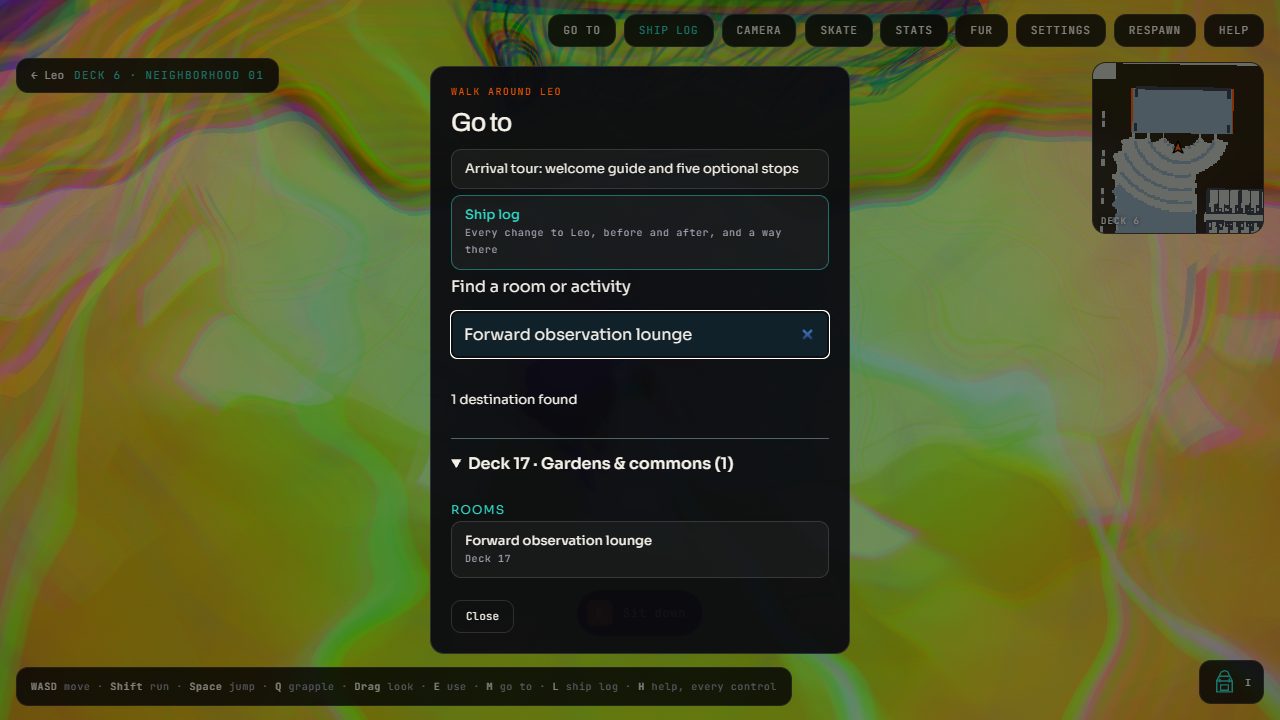 GO TO
SHIP LOG
CAMERA
SKATE
STATS
FUR
SETTINGS
RESPAWN
HELP
← Leo DECK 6 · NEIGHBORHOOD 01
WALK AROUND LEO
Go to
Arrival tour: welcome guide and five optional stops
Ship log
Every change to Leo, before and after, and a way
there
Find a room or activity
Forward observation lounge
1 destination found
▼ Deck 17 · Gardens & commons (1)
ROOMS
Forward observation lounge
Deck 17
Close
Sit down
DECK 6
WASD move · Shift run · Space jump · Q grapple · Drag look · E use · M go to · L ship log · H help, every control
I